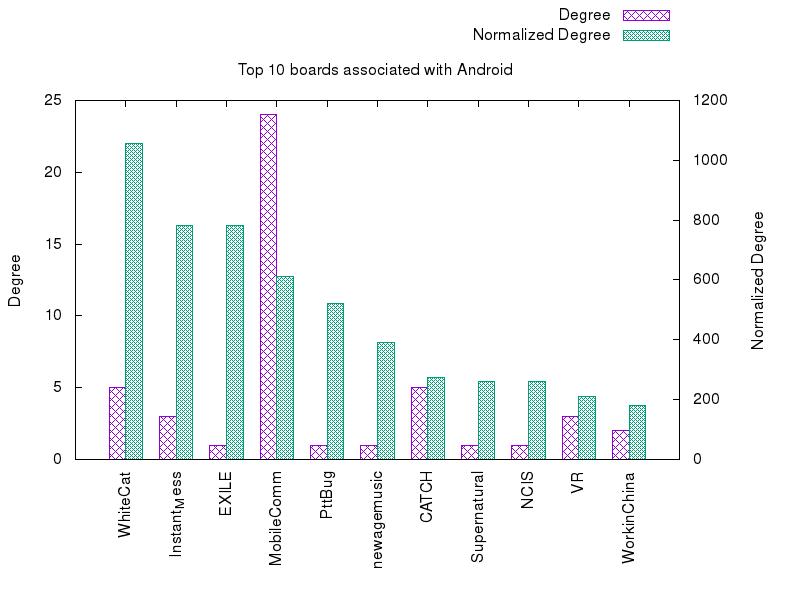 Degree
Normalized Degree
Top 10 boards associated with Android
25
20
15
10
5
0
1200
1000
800
600
400
200
0
Degree
Normalized Degree
WhiteCat
InstantMess
EXILE
MobileComm
PttBug
newagemusic
CATCH
Supernatural
NCIS
VR
WorkinChina